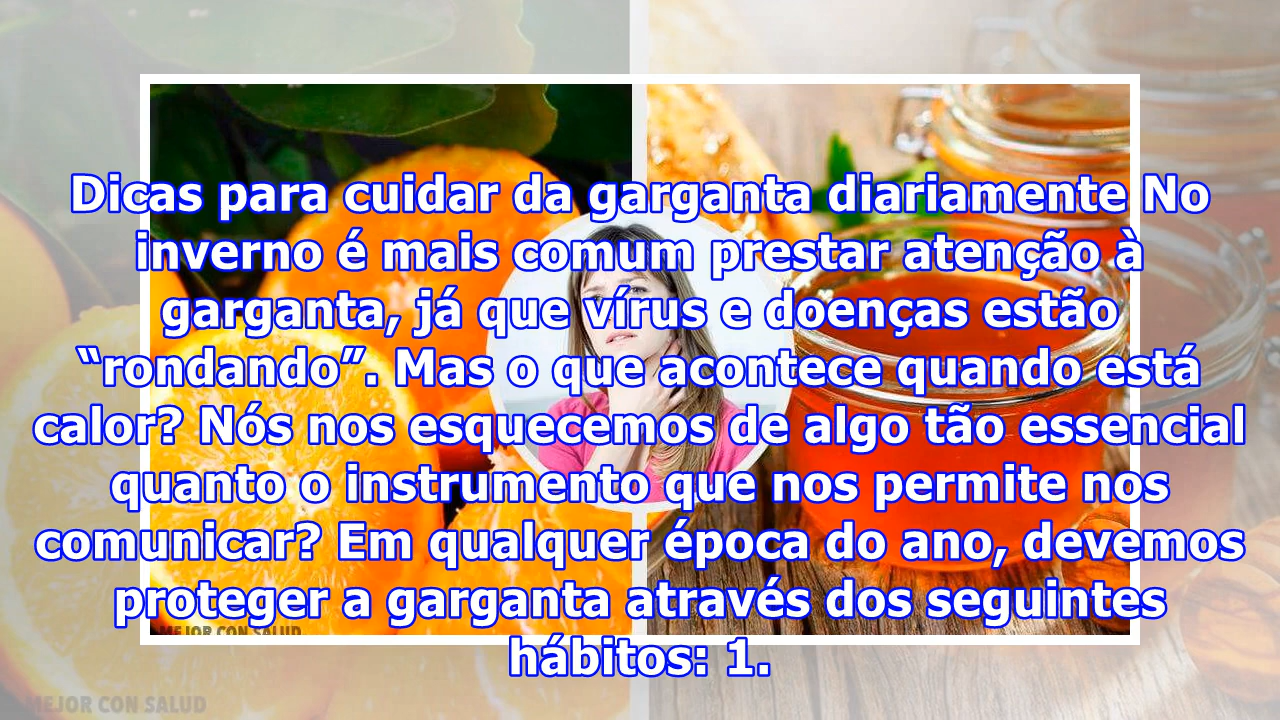 Dicas para cuidar da garganta diariamente No
inverno é mais comum prestar atenção à
garganta, já que vírus e doenças estão
“rondando”. Mas o que acontece quando está
calor? Nós nos esquecemos de algo tão essencial
quanto o instrumento que nos permite nos
comunicar? Em qualquer época do ano, devemos
proteger a garganta através dos seguintes
MEJOR CON SALUD
hábitos: 1.
MEJOR CON SALUD